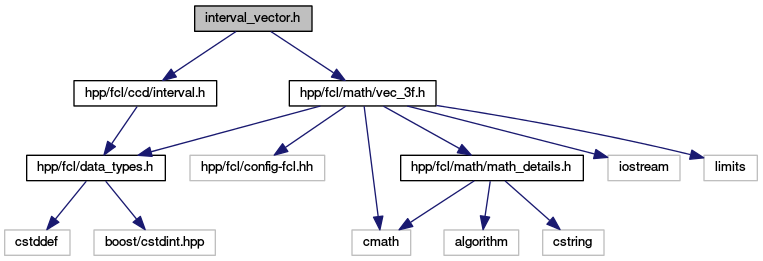 interval_vector.h
hpp/fcl/ccd/interval.h
hpp/fcl/math/vec_3f.h
hpp/fcl/data_types.h
hpp/fcl/config-fcl.hh
hpp/fcl/math/math_details.h
iostream
limits
cstddef
boost/cstdint.hpp
cmath
algorithm
cstring